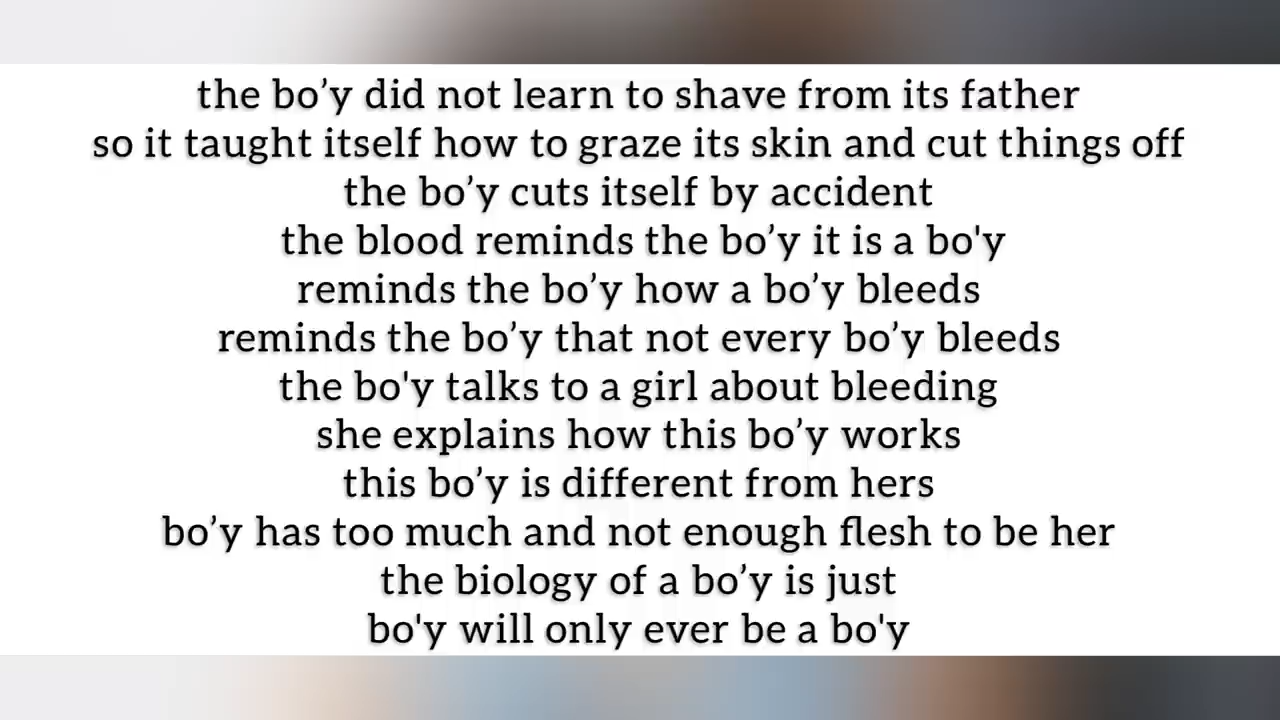 the bo’y did not learn to shave from its father
so it taught itself how to graze its skin and cut things off
the bo’y cuts itself by accident
the blood reminds the bo’y it is a bo'y
reminds the bo’y how a bo’y bleeds
reminds the bo’y that not every bo’y bleeds
the bo'y talks to a girl about bleeding
she explains how this bo’y works
this bo’y is different from hers
bo’y has too much and not enough flesh to be her
the biology of a bo’y is just
bo'y will only ever be a bo'y